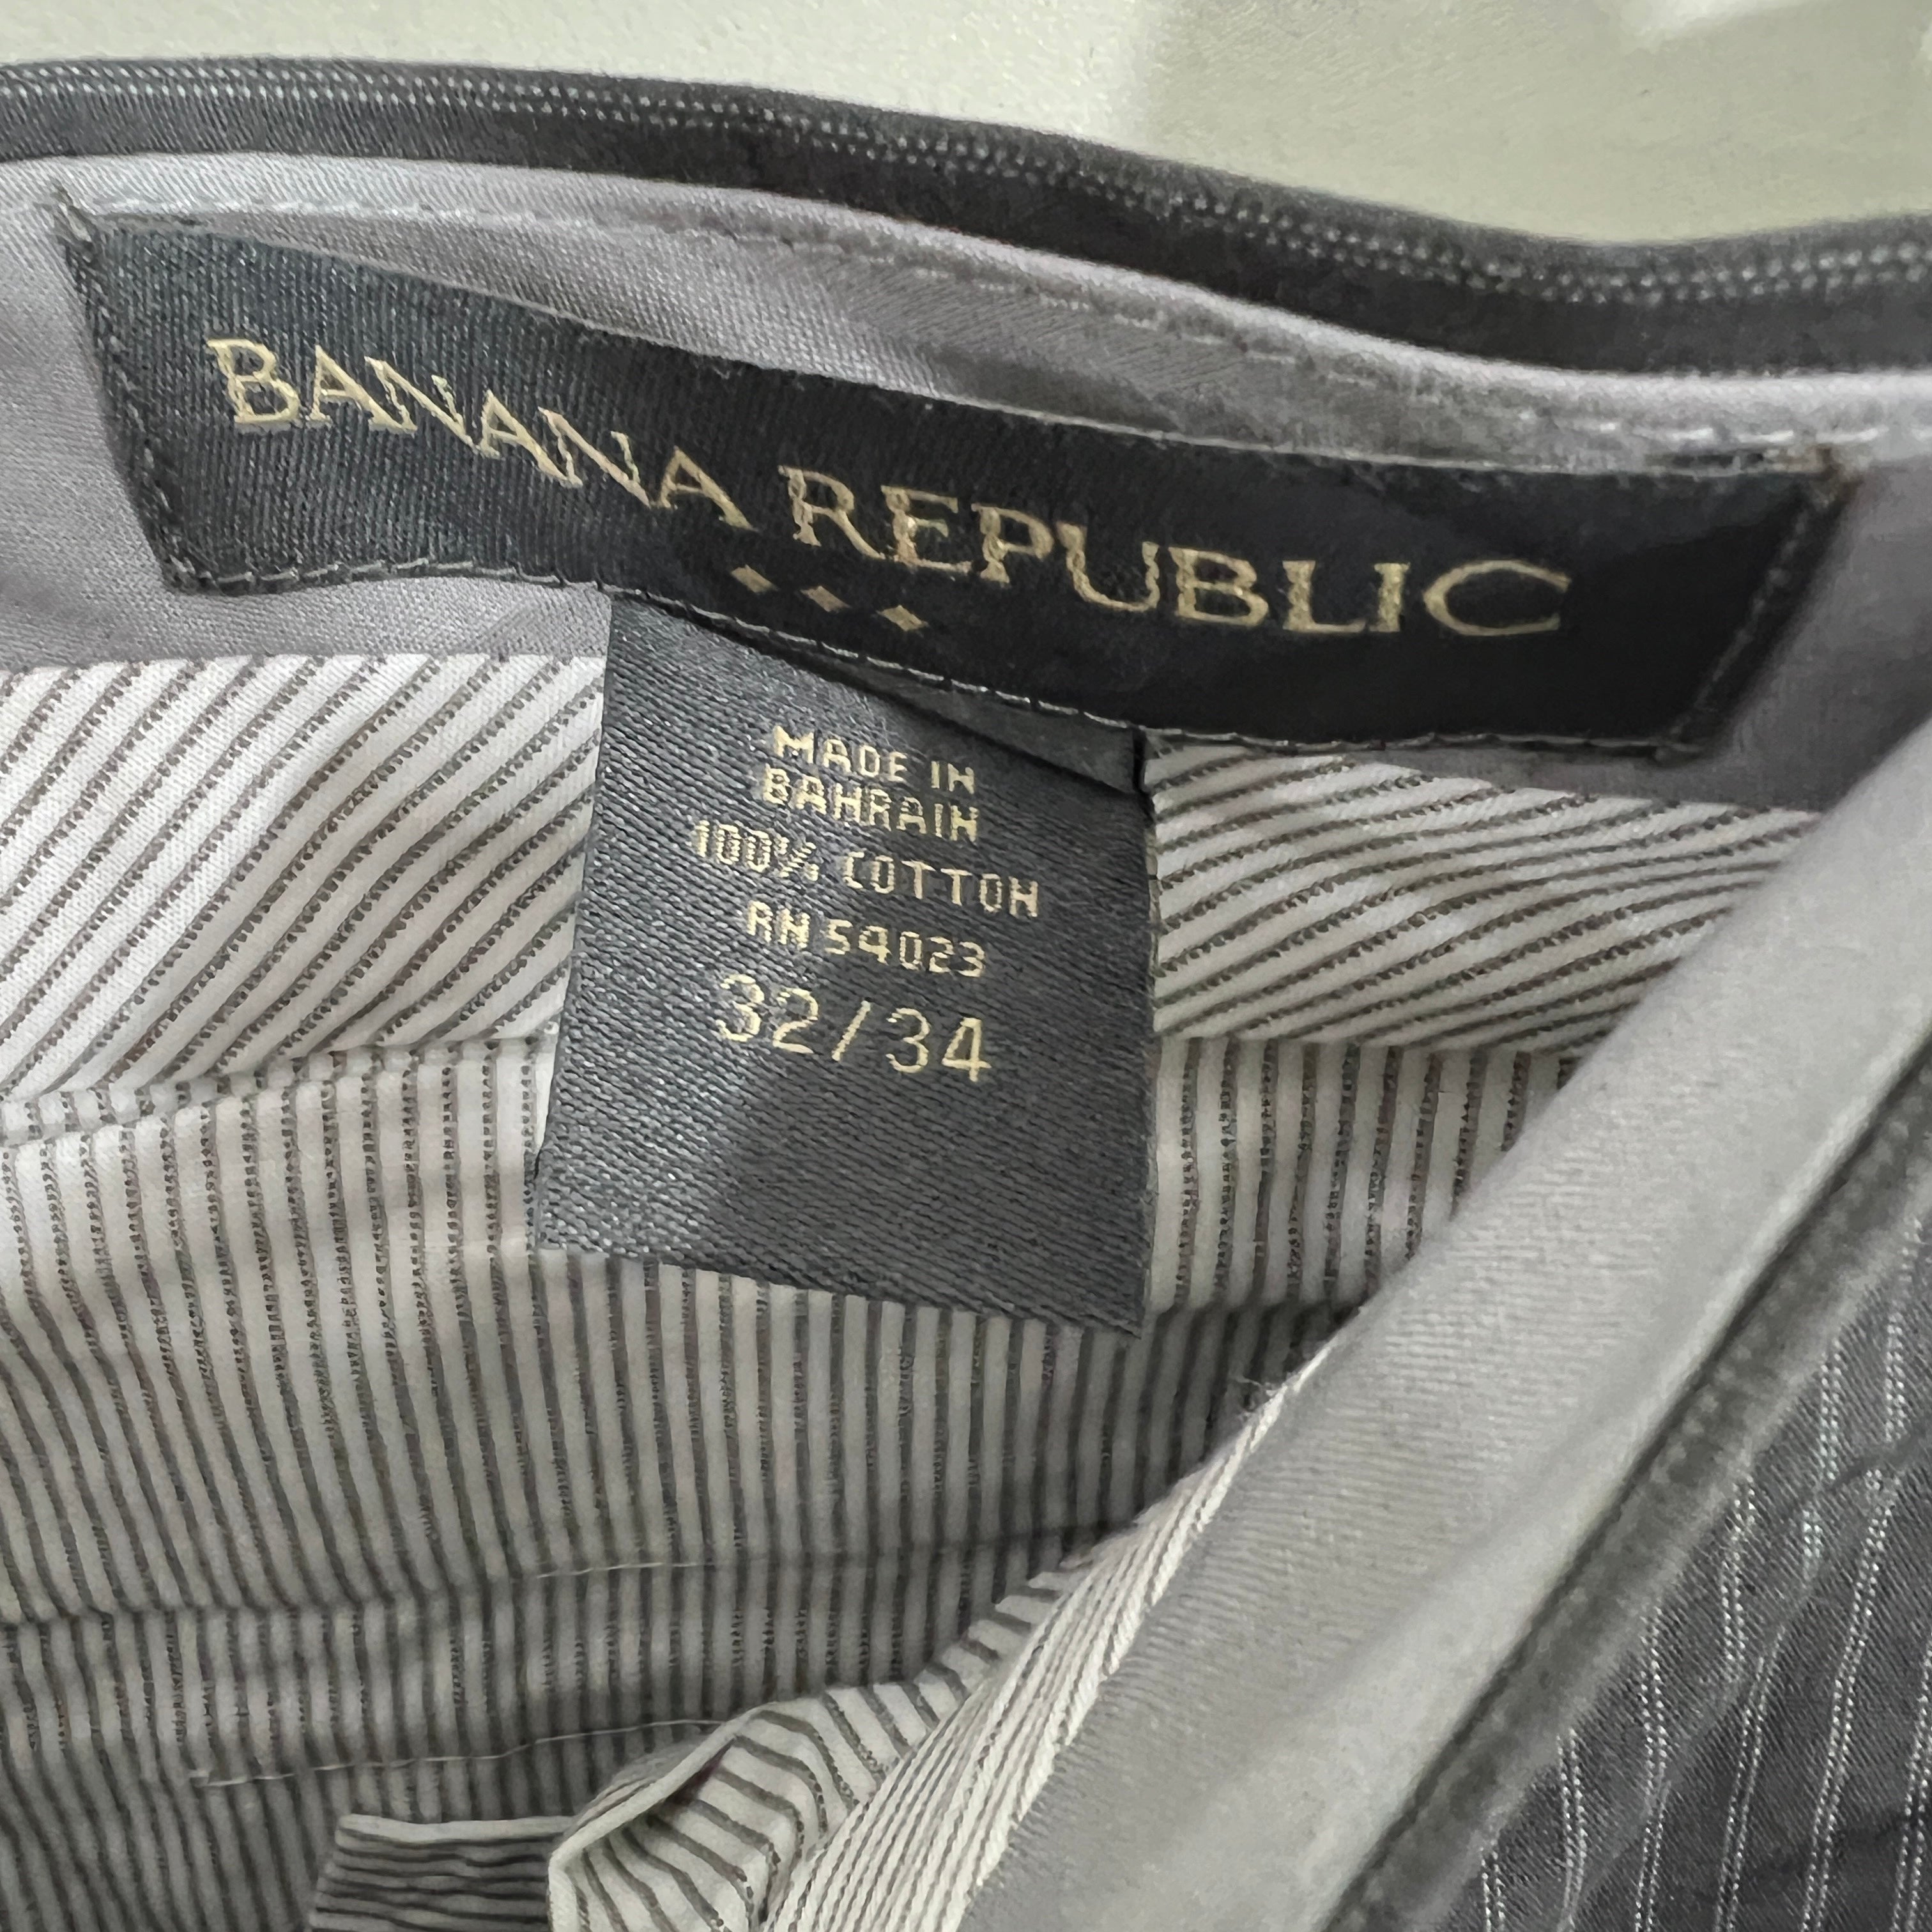 BANANA REPUBLIC
MADE IN
BAHRAIN
100% COTTON
RN 54023
32/34